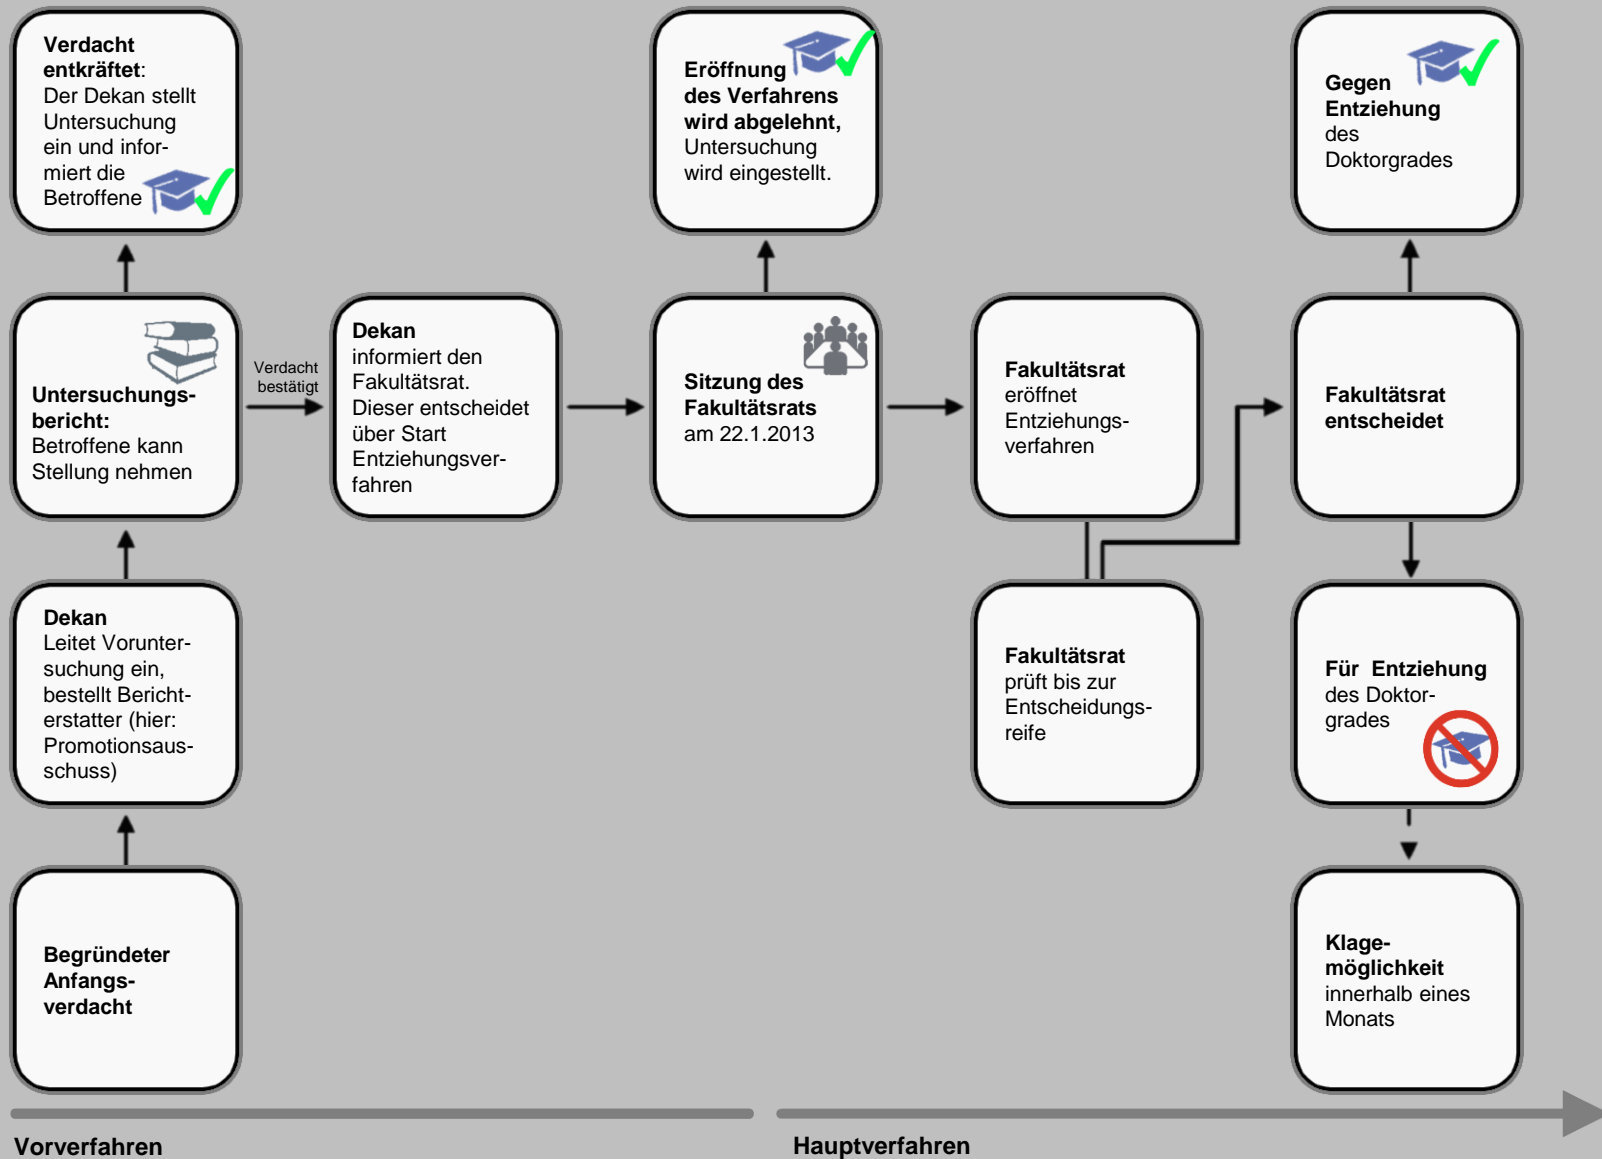 Verdacht
entkräftet:
Der Dekan stellt
Untersuchung
ein und infor-
miert die
Betroffene
Eröffnung
des Verfahrens
wird abgelehnt,
Untersuchung
wird eingestellt.
Gegen
Entziehung
des
Doktorgrades
Untersuchungs-
bericht:
Betroffene kann
Stellung nehmen
Verdacht
bestätigt
Dekan
informiert den
Fakultätsrat.
Dieser entscheidet
über Start
Entziehungsver-
fahren
Sitzung des
Fakultätsrats
am 22.1.2013
Fakultätsrat
eröffnet
Entziehungs-
verfahren
Fakultätsrat
entscheidet
Dekan
Leitet Vorunter-
suchung ein,
bestellt Bericht-
erstatter (hier:
Promotionsaus-
schuss)
Fakultätsrat
prüft bis zur
Entscheidungs-
reife
Für  Entziehung
des Doktor-
grades
Begründeter
Anfangs-
verdacht
Klage-
möglichkeit
innerhalb eines
Monats
Vorverfahren
Hauptverfahren